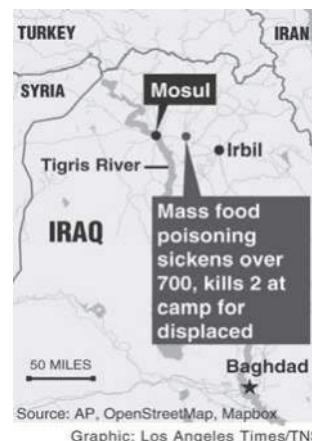 TURKEY
IRAN
SYRIA
Mosul
Irbil
Tigris River
IRAQ
Mass food
poisoning
sickens over
700, kills 2 at
camp for
displaced
50 MILES
Baghdad
Source: AP, OpenStreetMap, Mapbox
Graphic: Los Angeles Times/TNS